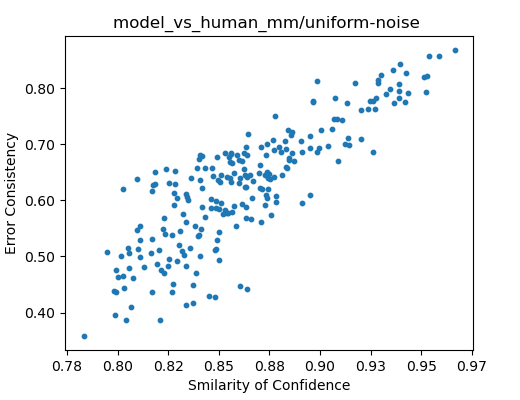 model_vs_human_mm/uniform-noise
Error Consistency
0.80
0.70
0.60
0.50
0.40
0.78 0.80 0.82 0.85 0.88 0.90 0.93 0.95 0.97
Smilarity of Confidence